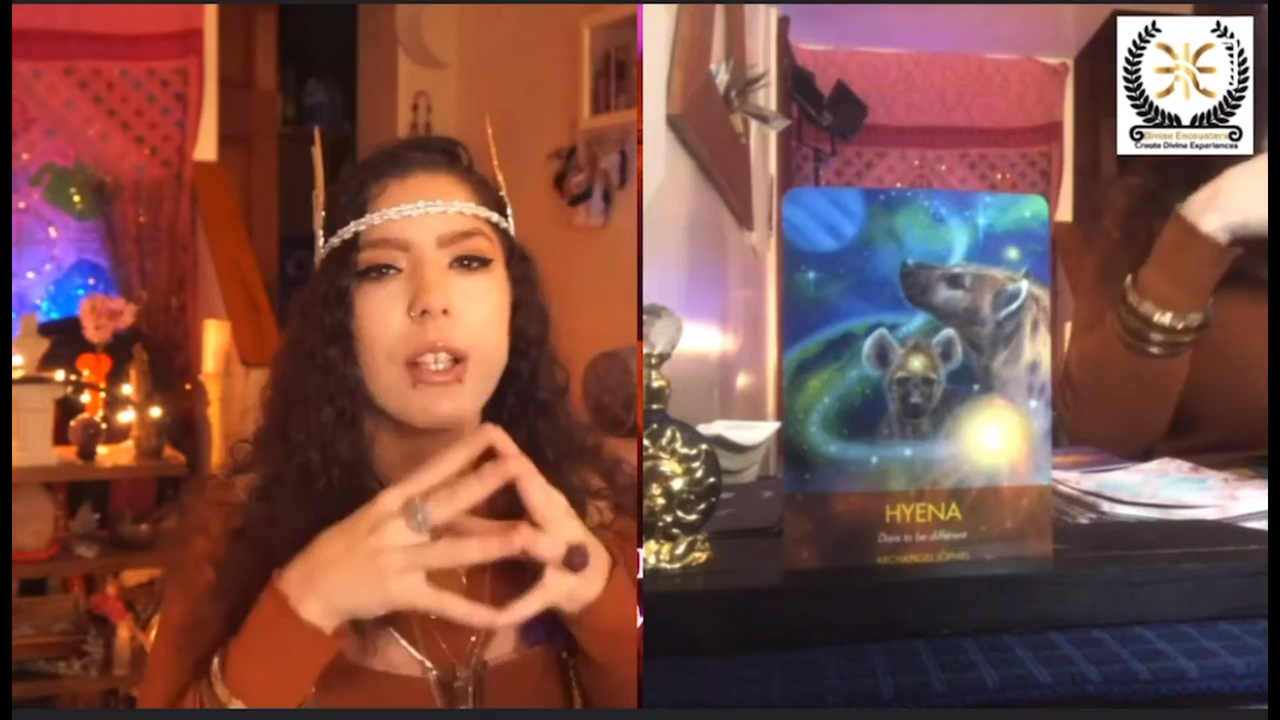 Divine Encounters
Create Divine Experiences
HYENA
Dare to be different
ARCHANGEL JOPHIEL